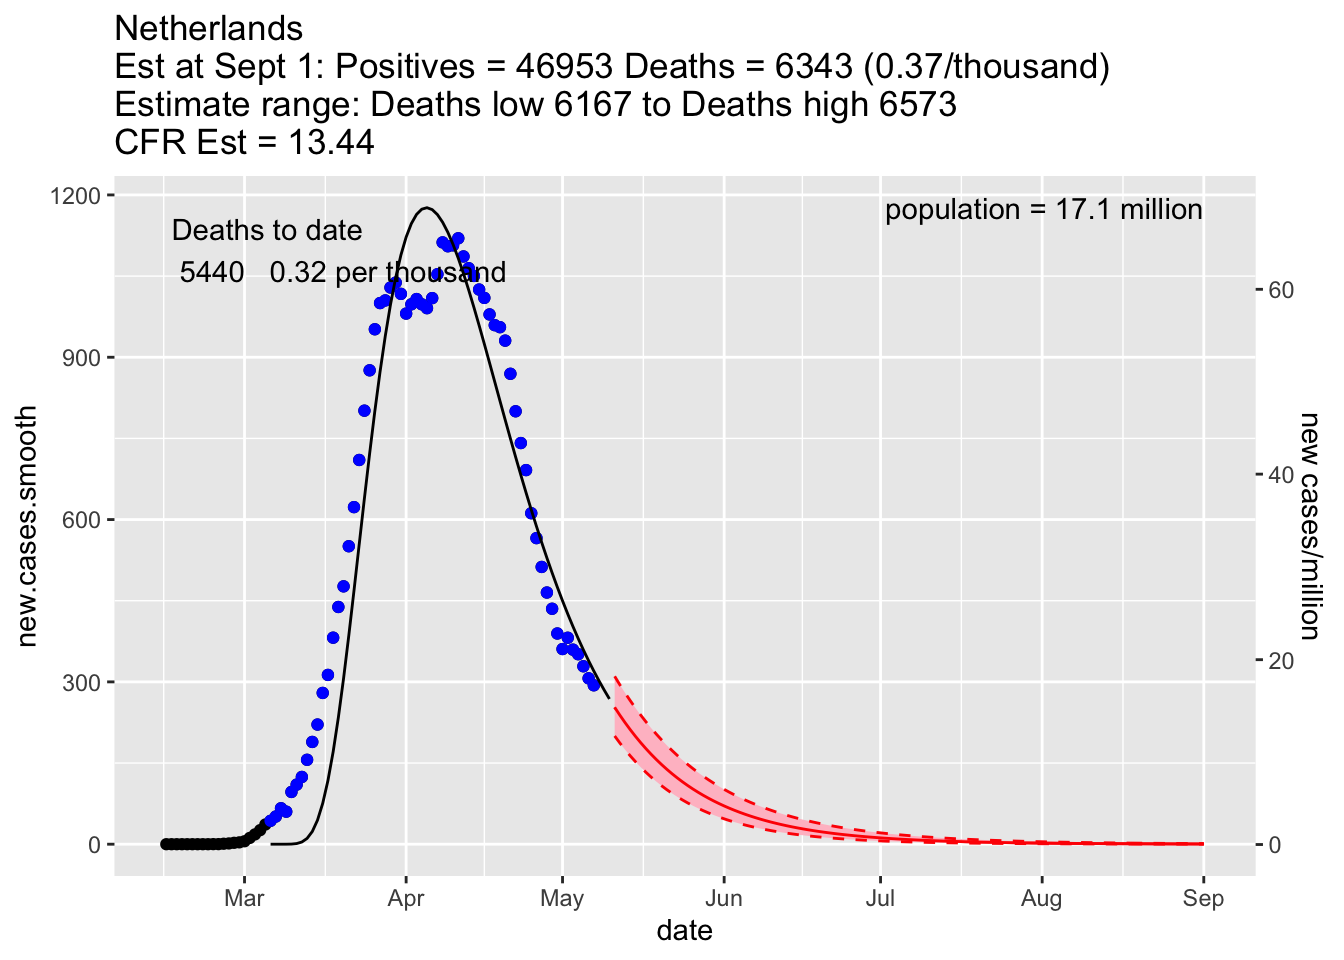 Netherlands
Est at Sept 1: Positives = 46953 Deaths = 6343 (0.37/thousand)
Estimate range: Deaths low 6167 to Deaths high 6573
CFR Est = 13.44
population = 17.1 million
Deaths to date
5440 0.32 per thousand
1200
900
600
300
0
new.cases.smooth
60
40
20
0
new cases/million
Mar Apr May Jun Jul Aug Sep
date